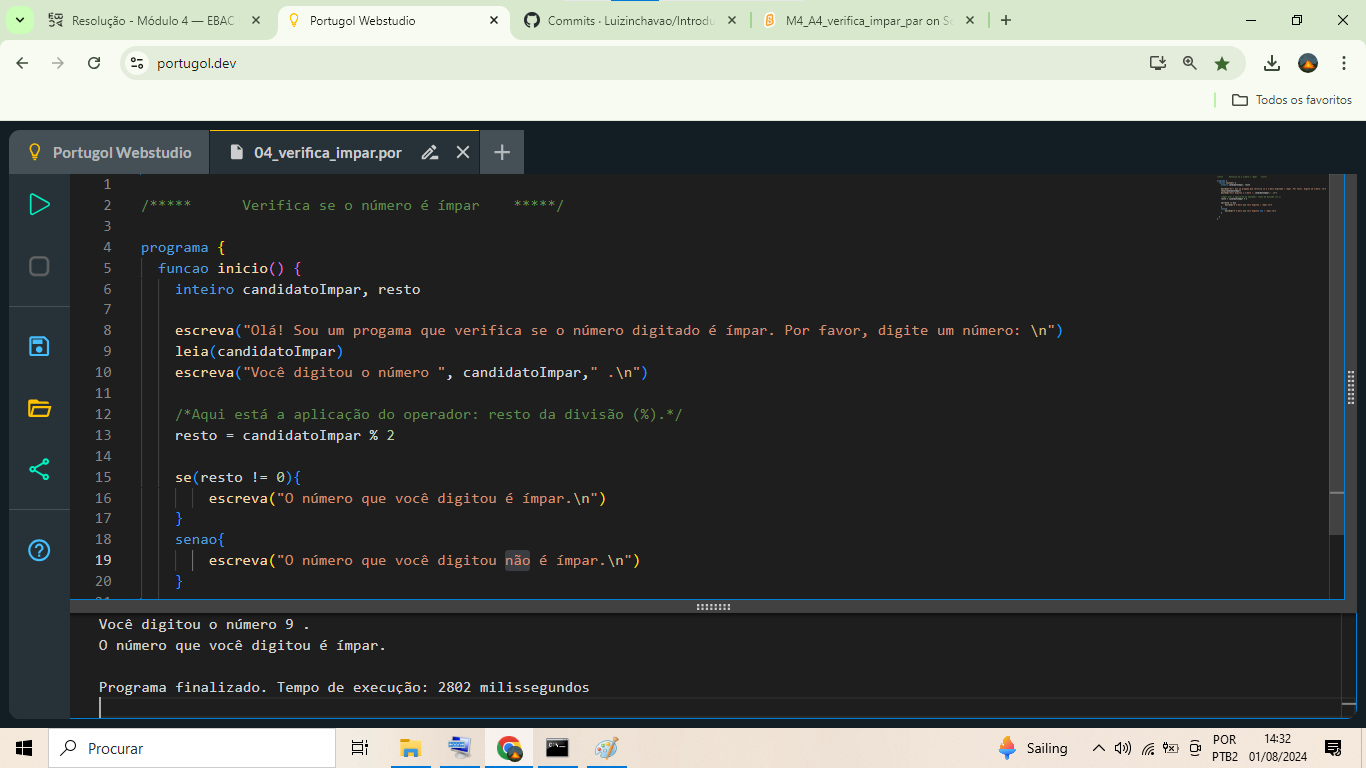 Resolução - Módulo 4 — EBAC
Portugol Webstudio
Commits · Luizinchavao/Introdu
M4_A4_verifica_impar_par on S
portugol.dev
Todos os favoritos
Portugol Webstudio
04_verifica_impar.por
1
2 /***** Verifica se o número é ímpar *****/
3
4 programa {
5 funcao inicio() {
6 inteiro candidatoImpar, resto
7
8 escreva("Olá! Sou um progama que verifica se o número digitado é ímpar. Por favor, digite um número: \n")
9 leia(candidatoImpar)
10 escreva("Você digitou o número ", candidatoImpar," .\n")
11
12 /*Aqui está a aplicação do operador: resto da divisão (%).*/
13 resto = candidatoImpar % 2
14
15 se(resto != 0){
16 escreva("O número que você digitou é ímpar.\n")
17 }
18 senao{
19 escreva("O número que você digitou não é ímpar.\n")
20 }
Você digitou o número 9 .
O número que você digitou é ímpar.
Programa finalizado. Tempo de execução: 2802 milissegundos
Procurar
Sailing
POR
PTB2
14:32
01/08/2024